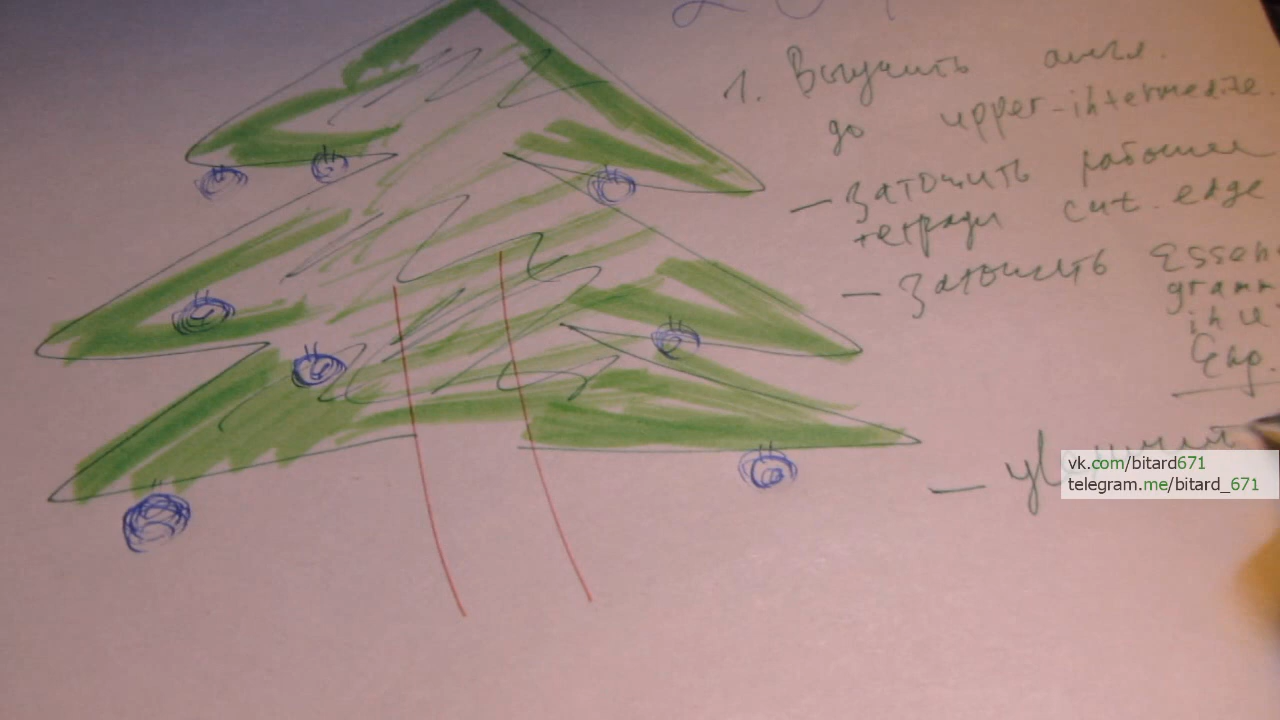 1. Выучить англ.
до upper-intermedia
— Заточить рабочие
тетради cut. edge
— Заточить Essen
gramm
in U
Eng.
—
vk.com/bitard671
telegram.me/bitard_671